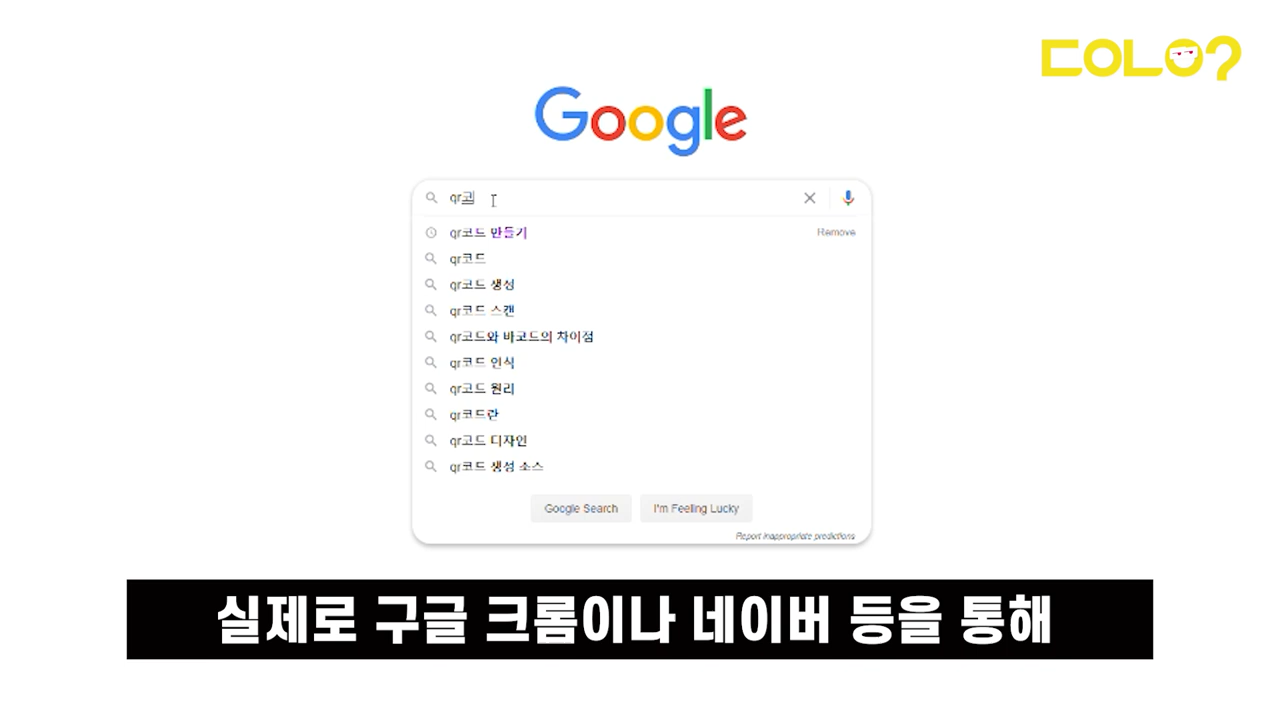 COLO?
Google
qr코
qr코드 만들기
Remove
qr코드
qr코드 생성
qr코드 스캔
qr코드와 바코드의 차이점
qr코드 인식
qr코드 원리
qr코드란
qr코드 디자인
qr코드 생성 소스
Google Search
I'm Feeling Lucky
Report inappropriate predictions
실제로 구글 크롬이나 네이버 등을 통해